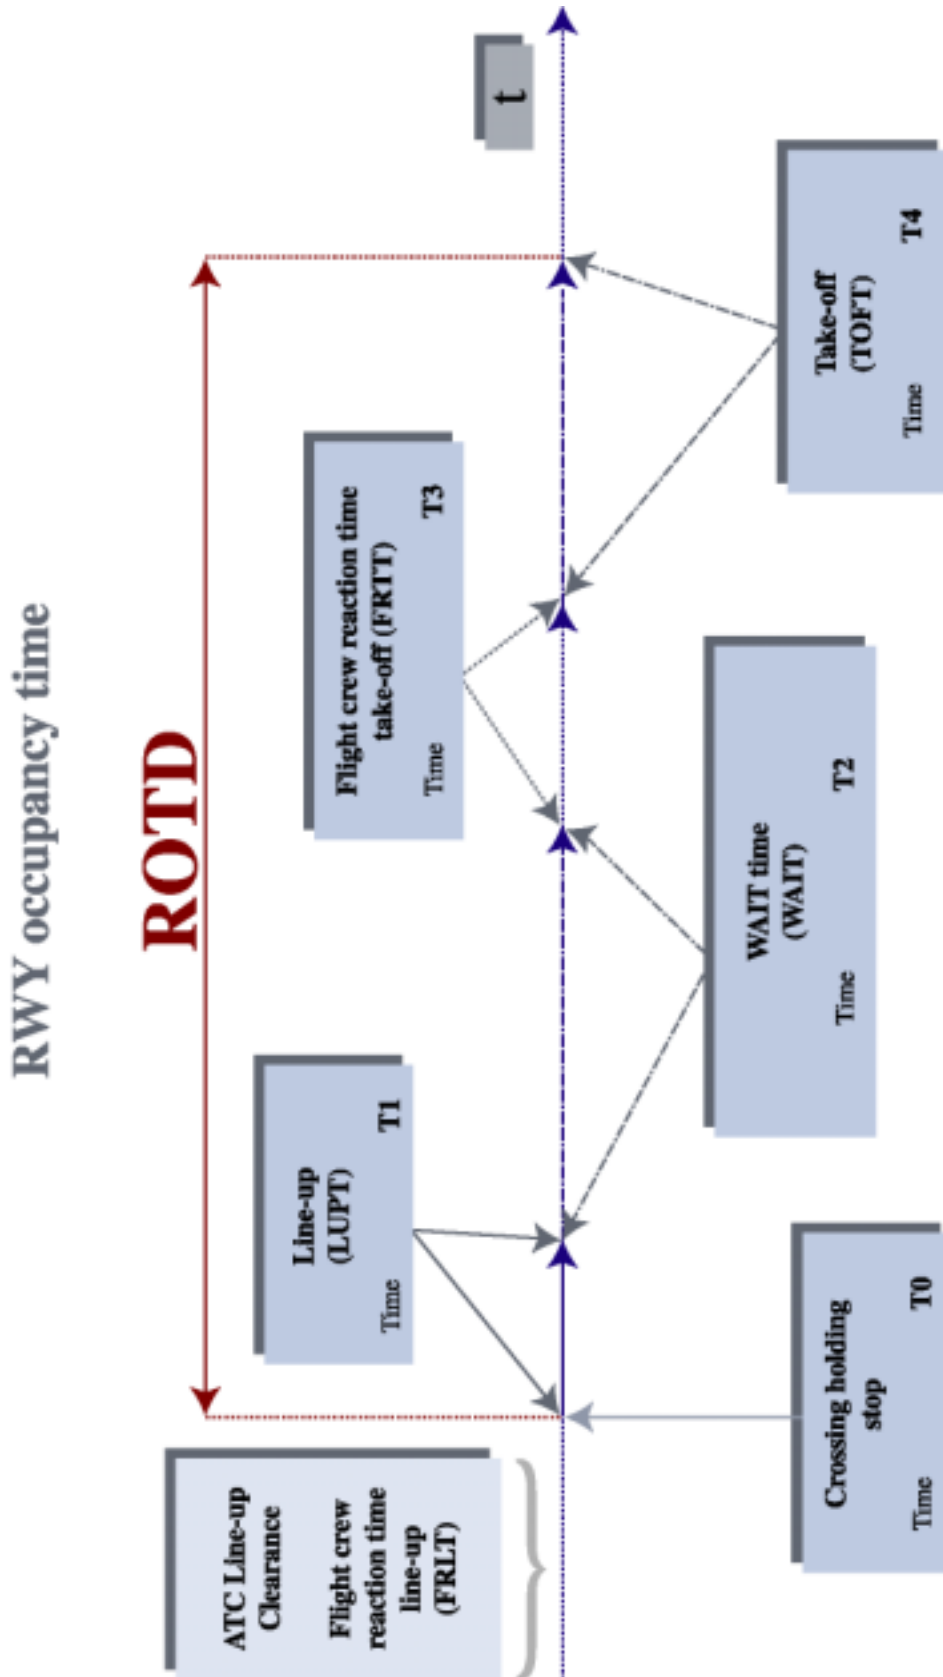 RWY occupancy time
ROTD
ATC Line-up
Clearance
Flight crew
reaction time
line-up
(FRLT)
Line-up
(LUPT)
Time T1
Flight crew reaction time
take-off (FRTT)
Time T3
t
Crossing holding
stop
Time T0
WAIT time
(WAIT)
Time T2
Take-off
(TOFT)
Time T4